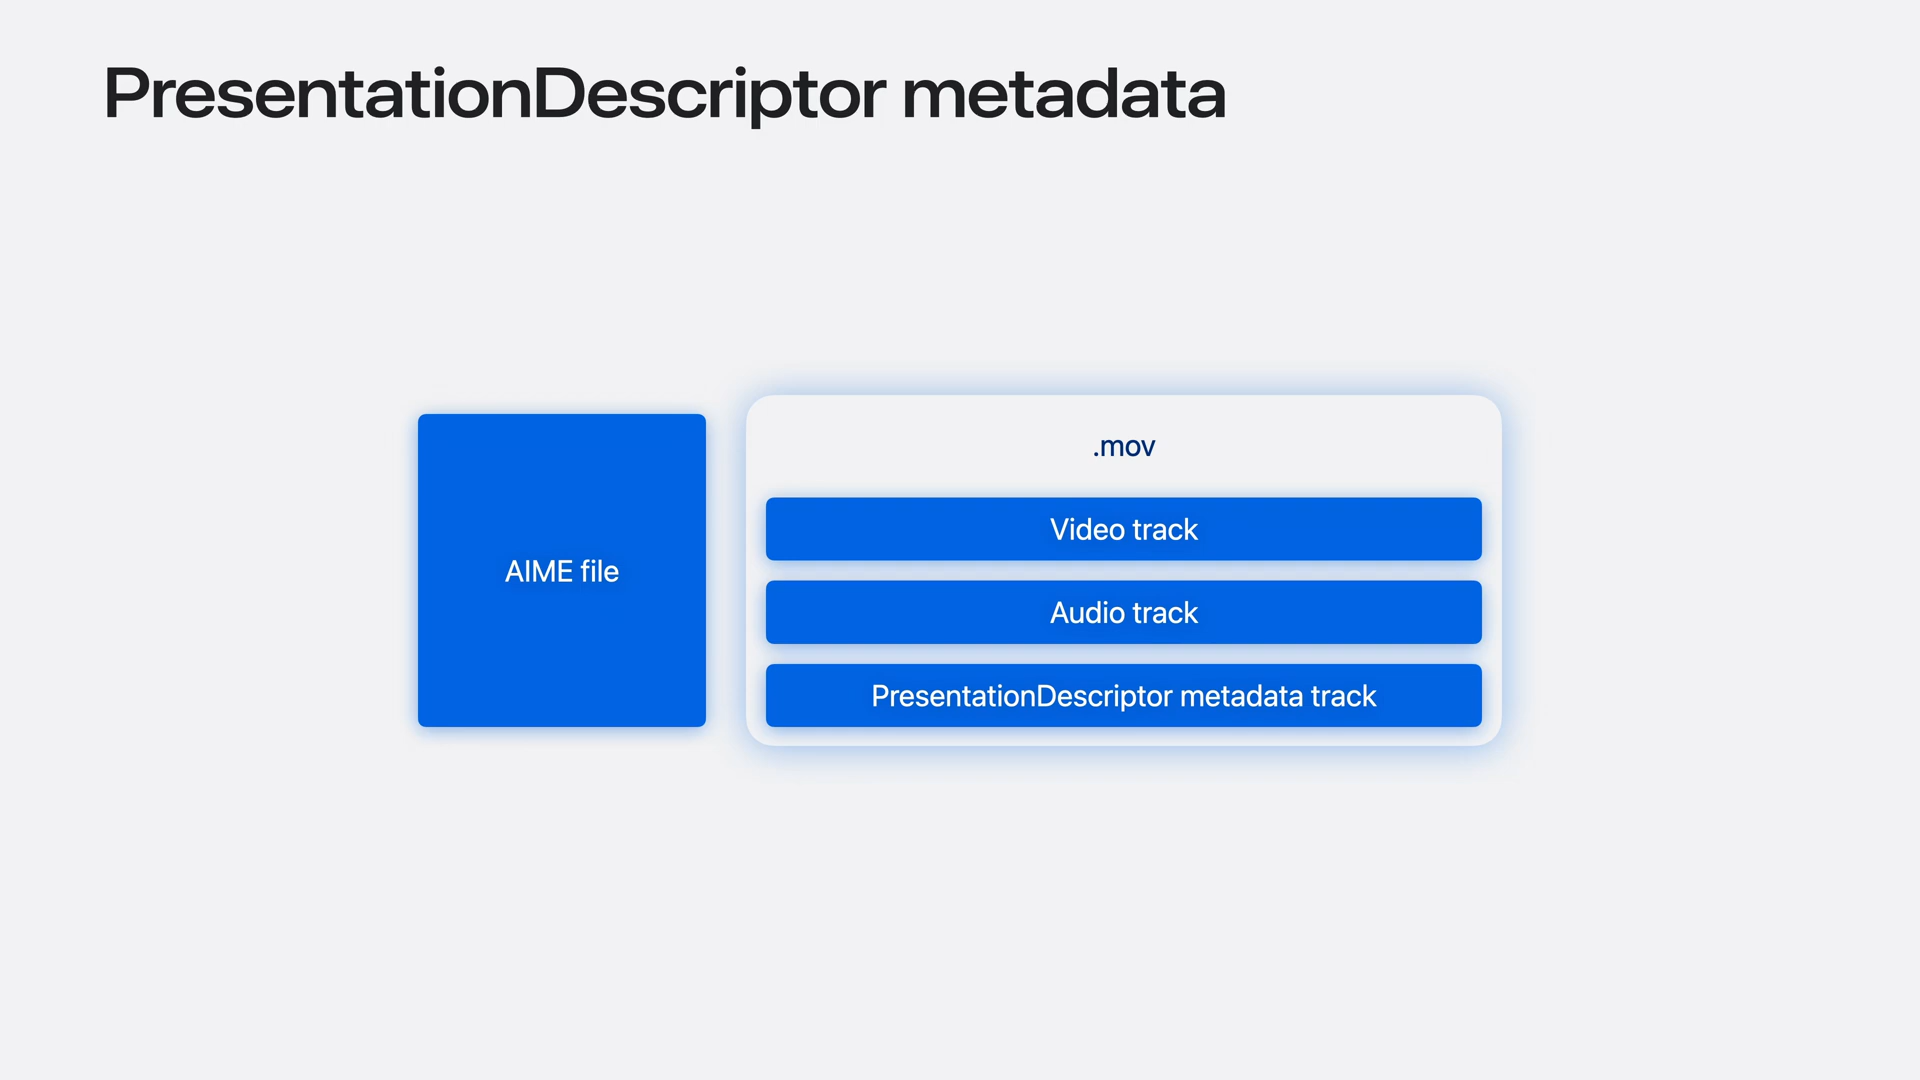 PresentationDescriptor metadata
AIME file
.mov
Video track
Audio track
PresentationDescriptor metadata track